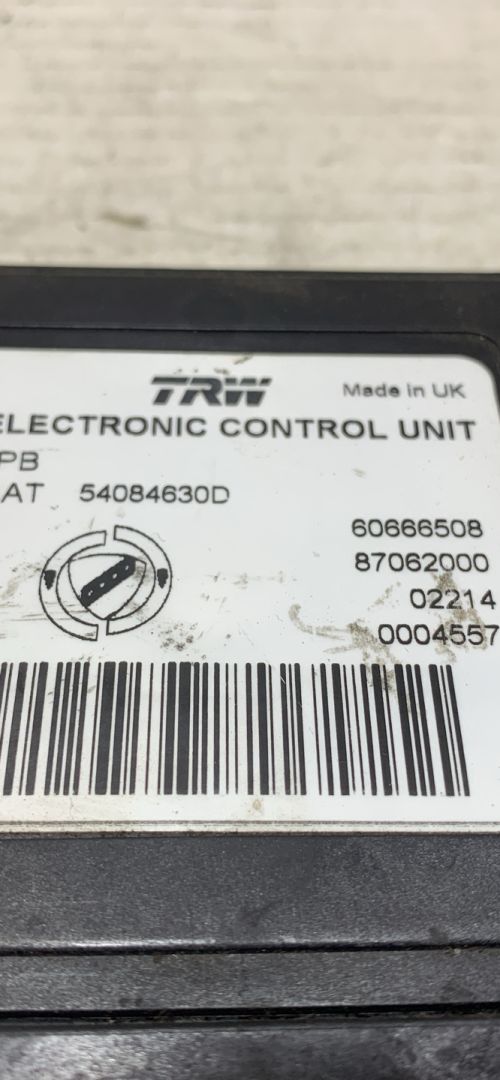 TRW Made in UK
ELECTRONIC CONTROL UNIT
PB
AT 54084630D
60666508
87062000
02214
0004557